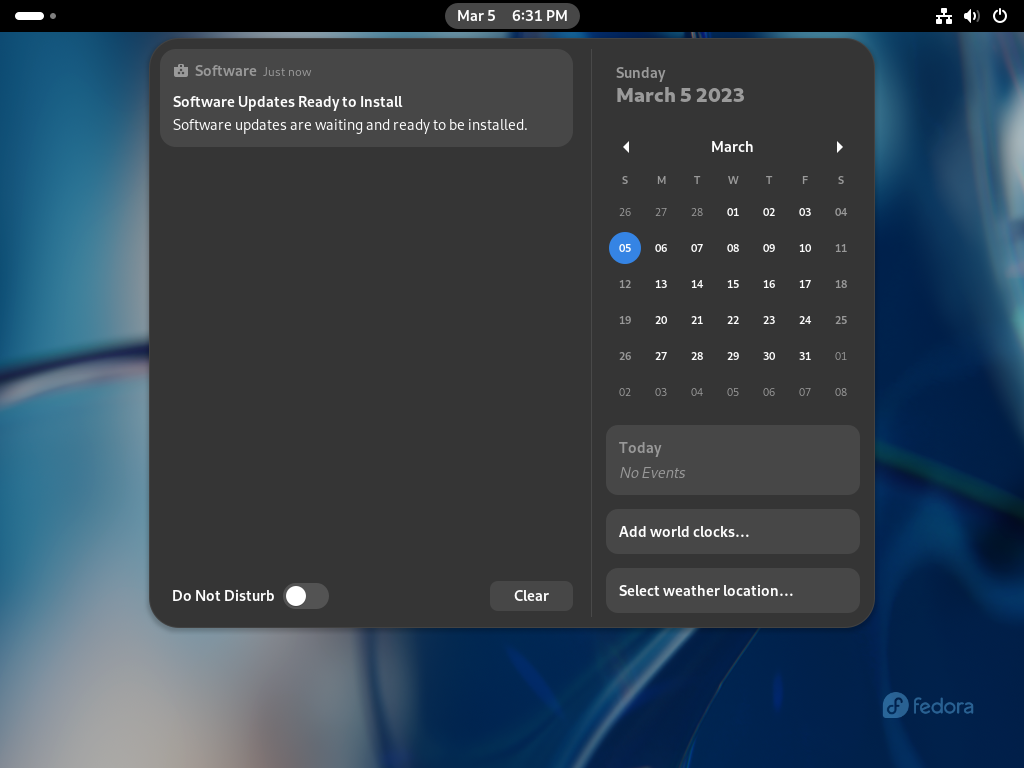 Mar 5 6:31 PM
Software Just now
Software Updates Ready to Install
Software updates are waiting and ready to be installed.
Do Not Disturb
Clear
Sunday
March 5 2023
March
S M T W T F S
26 27 28 01 02 03 04
05 06 07 08 09 10 11
12 13 14 15 16 17 18
19 20 21 22 23 24 25
26 27 28 29 30 31 01
02 03 04 05 06 07 08
Today
No Events
Add world clocks…
Select weather location…
fedora